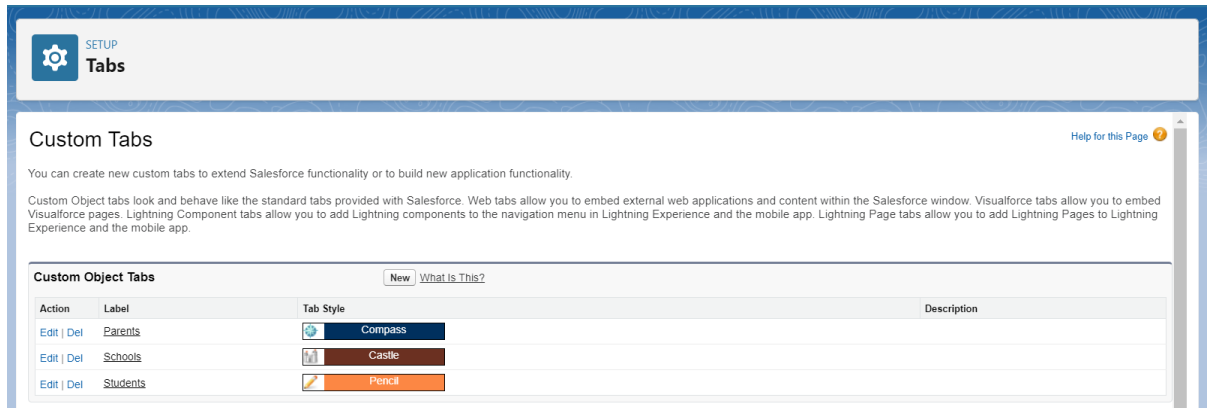 SETUP
Tabs
Custom Tabs
Help for this Page ?
You can create new custom tabs to extend Salesforce functionality or to build new application functionality.
Custom Object tabs look and behave like the standard tabs provided with Salesforce. Web tabs allow you to embed external web applications and content within the Salesforce window. Visualforce tabs allow you to embed
Visualforce pages. Lightning Component tabs allow you to add Lightning components to the navigation menu in Lightning Experience and the mobile app. Lightning Page tabs allow you to add Lightning Pages to Lightning
Experience and the mobile app.
Custom Object Tabs New What Is This?
Action Label Tab Style Description
Edit | Del Parents Compass
Edit | Del Schools Castle
Edit | Del Students Pencil